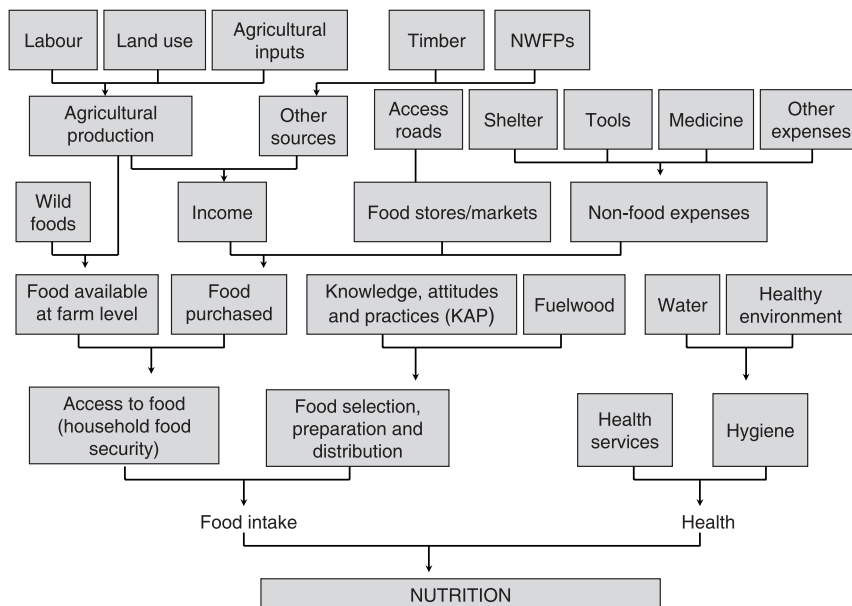 Labour
Land use
Agricultural
inputs
Timber
NWFPs
Agricultural
production
Other
sources
Access
roads
Shelter
Tools
Medicine
Other
expenses
Wild
foods
Income
Food stores/markets
Non-food expenses
Food available
at farm level
Food
purchased
Knowledge, attitudes
and practices (KAP)
Fuelwood
Water
Healthy
environment
Access to food
(household food
security)
Food selection,
preparation and
distribution
Health
services
Hygiene
Food intake
Health
NUTRITION